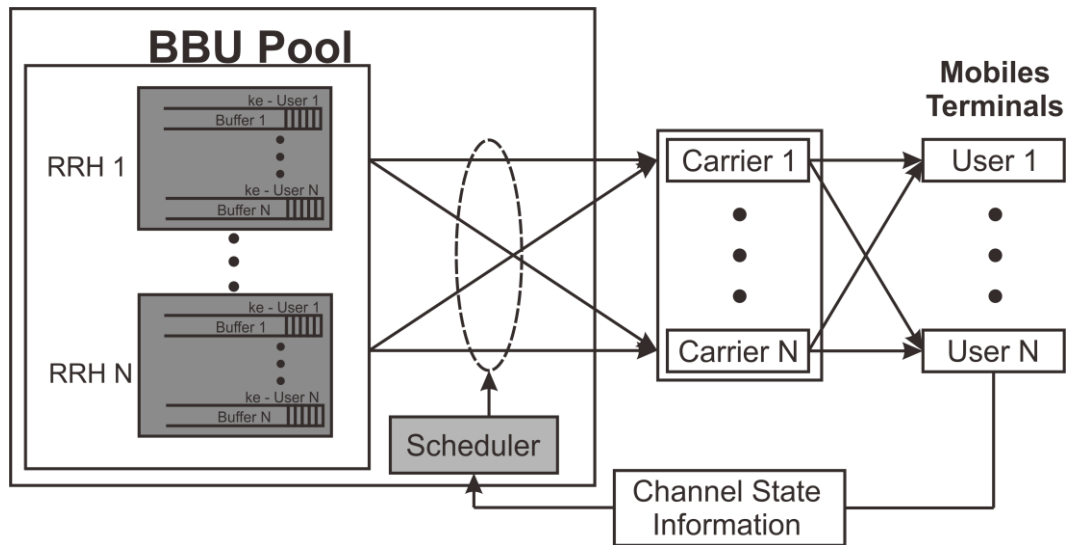 BBU Pool
RRH 1
ke - User 1
Buffer 1
ke - User N
Buffer N
RRH N
ke - User 1
Buffer 1
ke - User N
Buffer N
Scheduler
Carrier 1
Carrier N
Mobiles
Terminals
User 1
User N
Channel State
Information